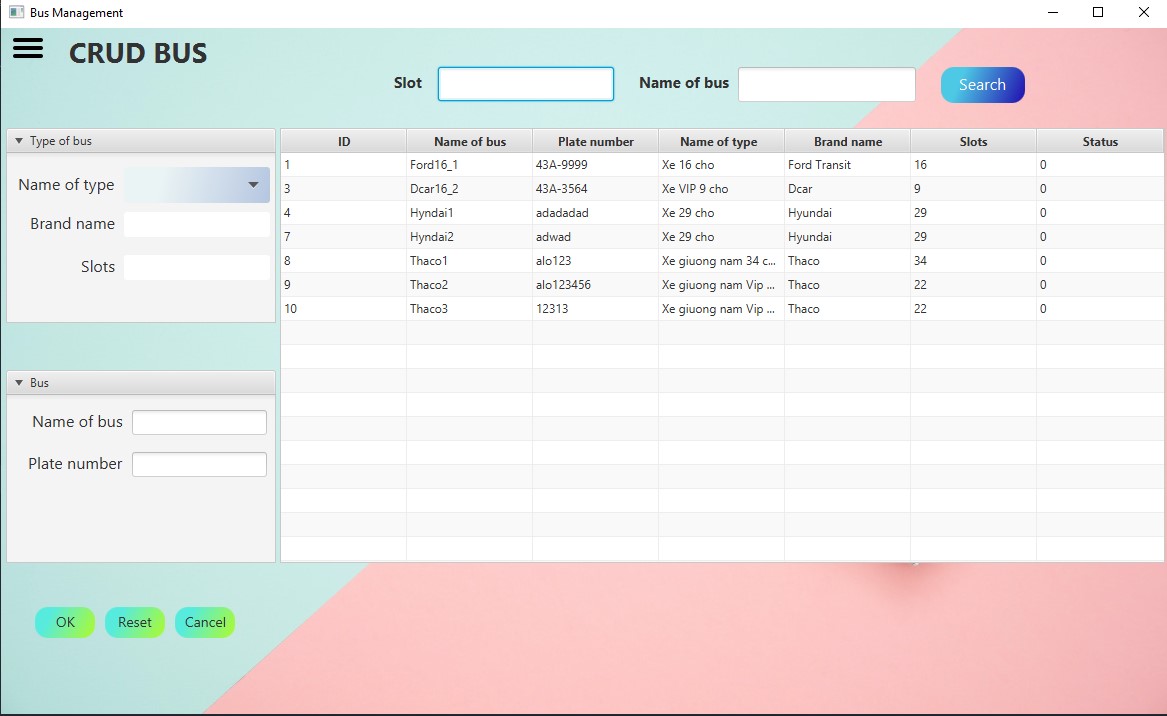 Bus Management
CRUD BUS
Slot
Name of bus
Search
Type of bus
Name of type
Brand name
Slots
Bus
Name of bus
Plate number
OK Reset Cancel
ID Name of bus Plate number Name of type Brand name Slots Status
1 Ford16_1 43A-9999 Xe 16 cho Ford Transit 16 0
3 Dcar16_2 43A-3564 Xe VIP 9 cho Dcar 9 0
4 Hyndai1 adadadad Xe 29 cho Hyundai 29 0
7 Hyndai2 adwad Xe 29 cho Hyundai 29 0
8 Thaco1 alo123 Xe giuong nam 34 c... Thaco 34 0
9 Thaco2 alo123456 Xe giuong nam Vip ... Thaco 22 0
10 Thaco3 12313 Xe giuong nam Vip ... Thaco 22 0